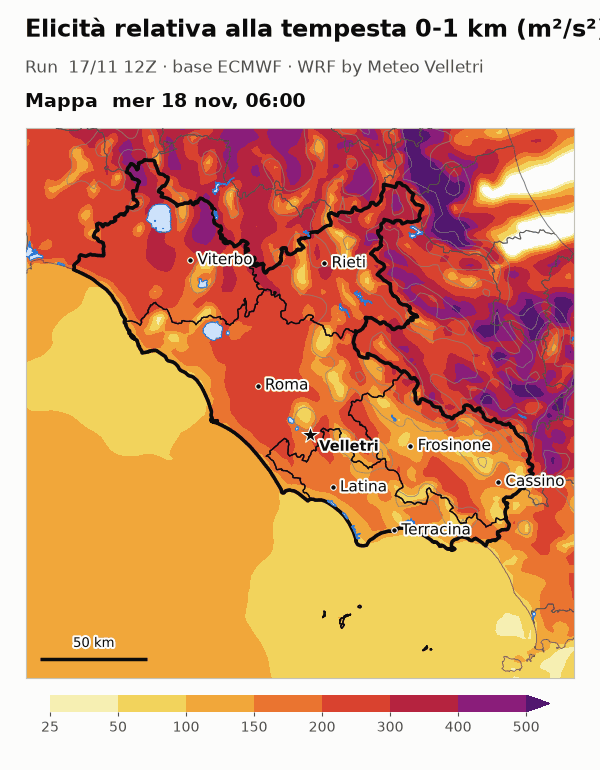 Elicità relativa alla tempesta 0-1 km (m²/s²)
Run  17/11 12Z · base ECMWF · WRF by Meteo Velletri
Mappa  mer 18 nov, 06:00
Viterbo
Rieti
Roma
Velletri
Frosinone
Cassino
Latina
Terracina
50 km
25 50 100 150 200 300 400 500